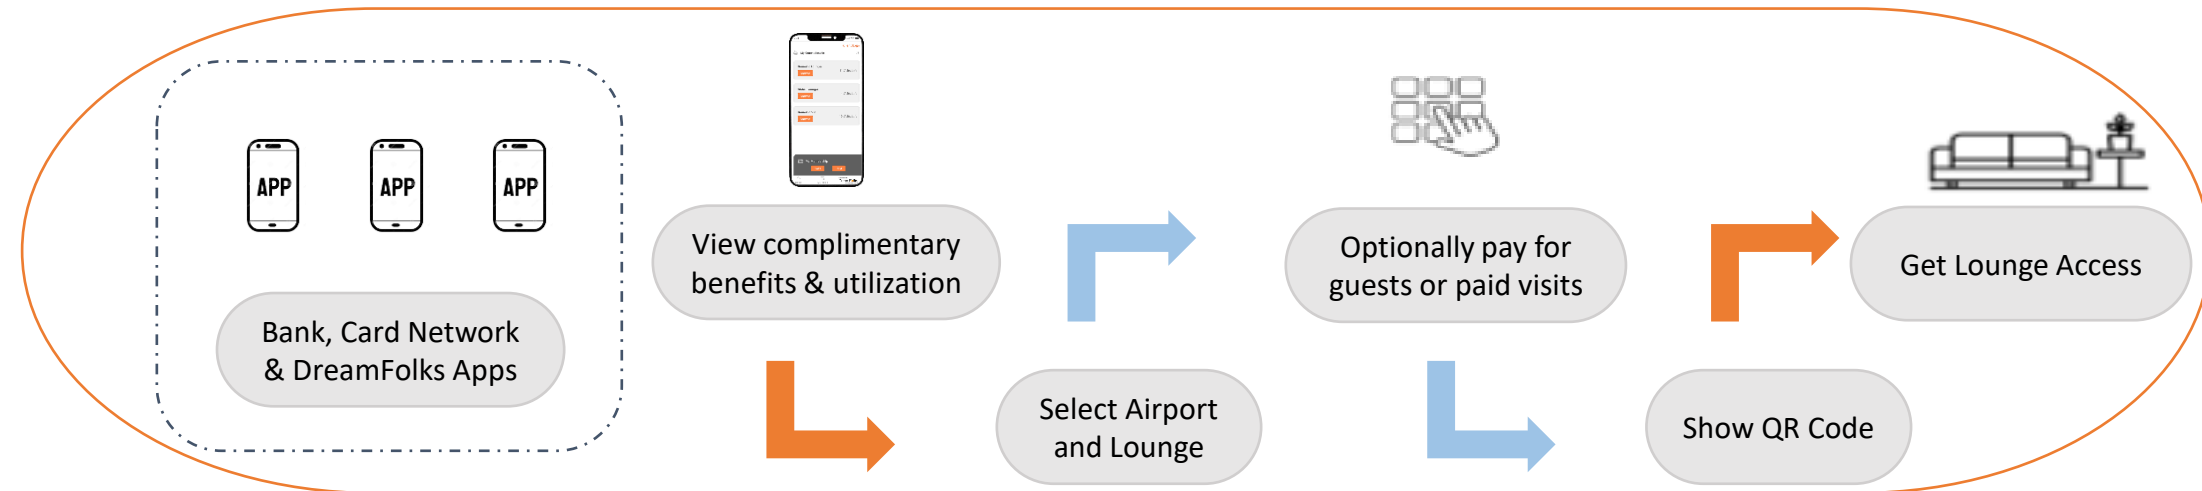 APP
APP
APP
Bank, Card Network
& DreamFolks Apps
View complimentary
benefits & utilization
Select Airport
and Lounge
Optionally pay for
guests or paid visits
Show QR Code
Get Lounge Access